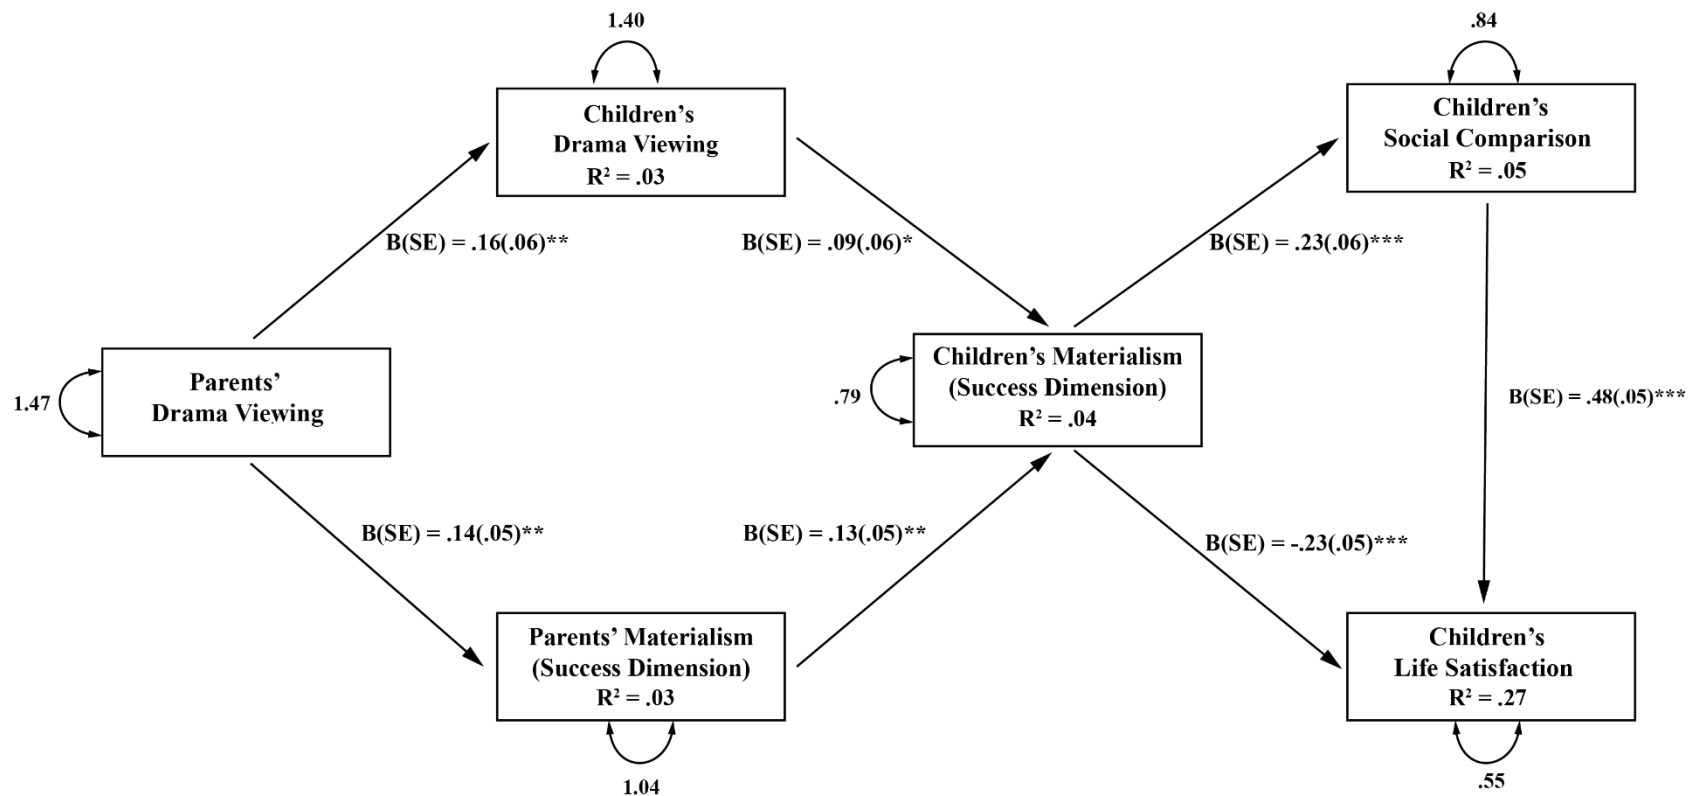 1.40
Children’s
Drama Viewing
R² = .03
.84
Children’s
Social Comparison
R² = .05
B(SE) = .16(.06)**
B(SE) = .09(.06)*
B(SE) = .23(.06)***
1.47
Parents’
Drama Viewing
.79
Children’s Materialism
(Success Dimension)
R² = .04
B(SE) = .48(.05)***
B(SE) = .14(.05)**
B(SE) = .13(.05)**
B(SE) = -.23(.05)***
Parents’ Materialism
(Success Dimension)
R² = .03
1.04
Children’s
Life Satisfaction
R² = .27
.55